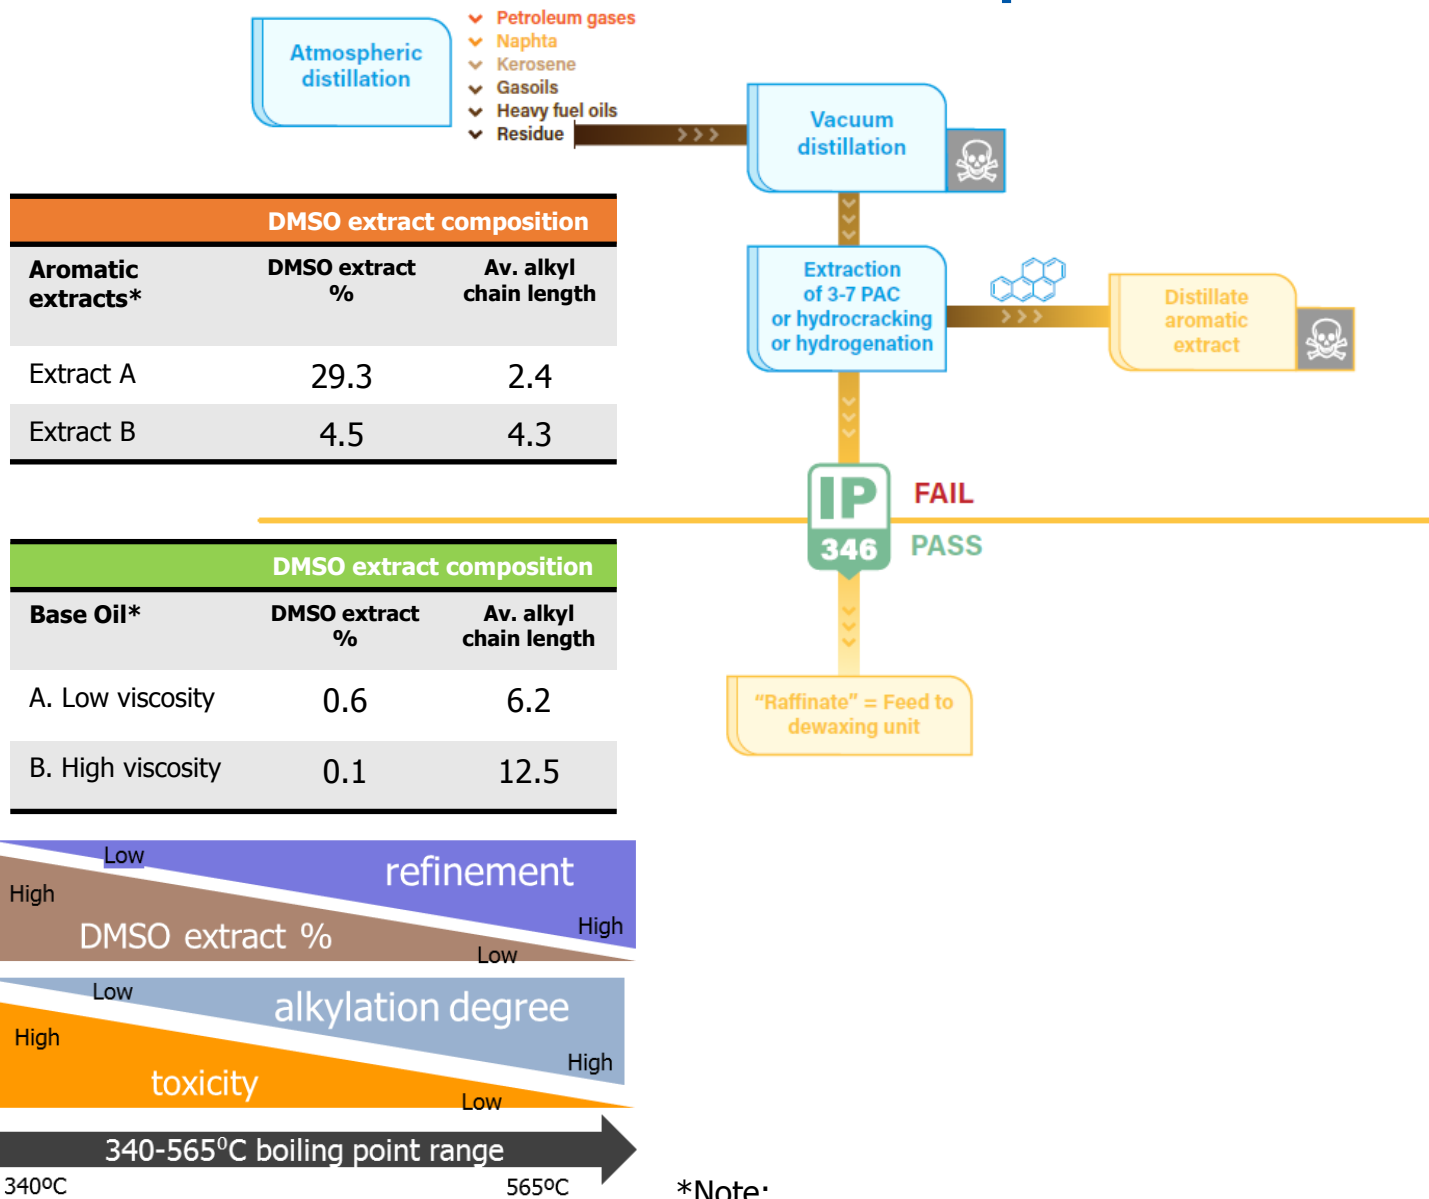 Petroleum gases
Naphta
Kerosene
Gasoils
Heavy fuel oils
Residue
Atmospheric
distillation
Vacuum
distillation
DMSO extract composition
Aromatic
extracts*
DMSO extract
%
Av. alkyl
chain length
Extract A 29.3 2.4
Extract B 4.5 4.3
Extraction
of 3-7 PAC
or hydrocracking
or hydrogenation
Distillate
aromatic
extract
IP
346
FAIL
PASS
DMSO extract composition
Base Oil*
DMSO extract
%
Av. alkyl
chain length
A. Low viscosity 0.6 6.2
B. High viscosity 0.1 12.5
"Raffinate" = Feed to
dewaxing unit
Low
refinement
High
High
DMSO extract %
Low
Low
alkylation degree
High
High
toxicity
Low
340-565⁰C boiling point range
340ºC
565ºC
*Note: